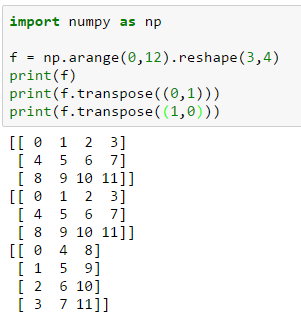 import numpy as np
f = np.arange(0,12).reshape(3,4)
print(f)
print(f.transpose((0,1)))
print(f.transpose((1,0)))
[[ 0  1  2  3]
 [ 4  5  6  7]
 [ 8  9 10 11]]
[[ 0  1  2  3]
 [ 4  5  6  7]
 [ 8  9 10 11]]
[[ 0  4  8]
 [ 1  5  9]
 [ 2  6 10]
 [ 3  7 11]]